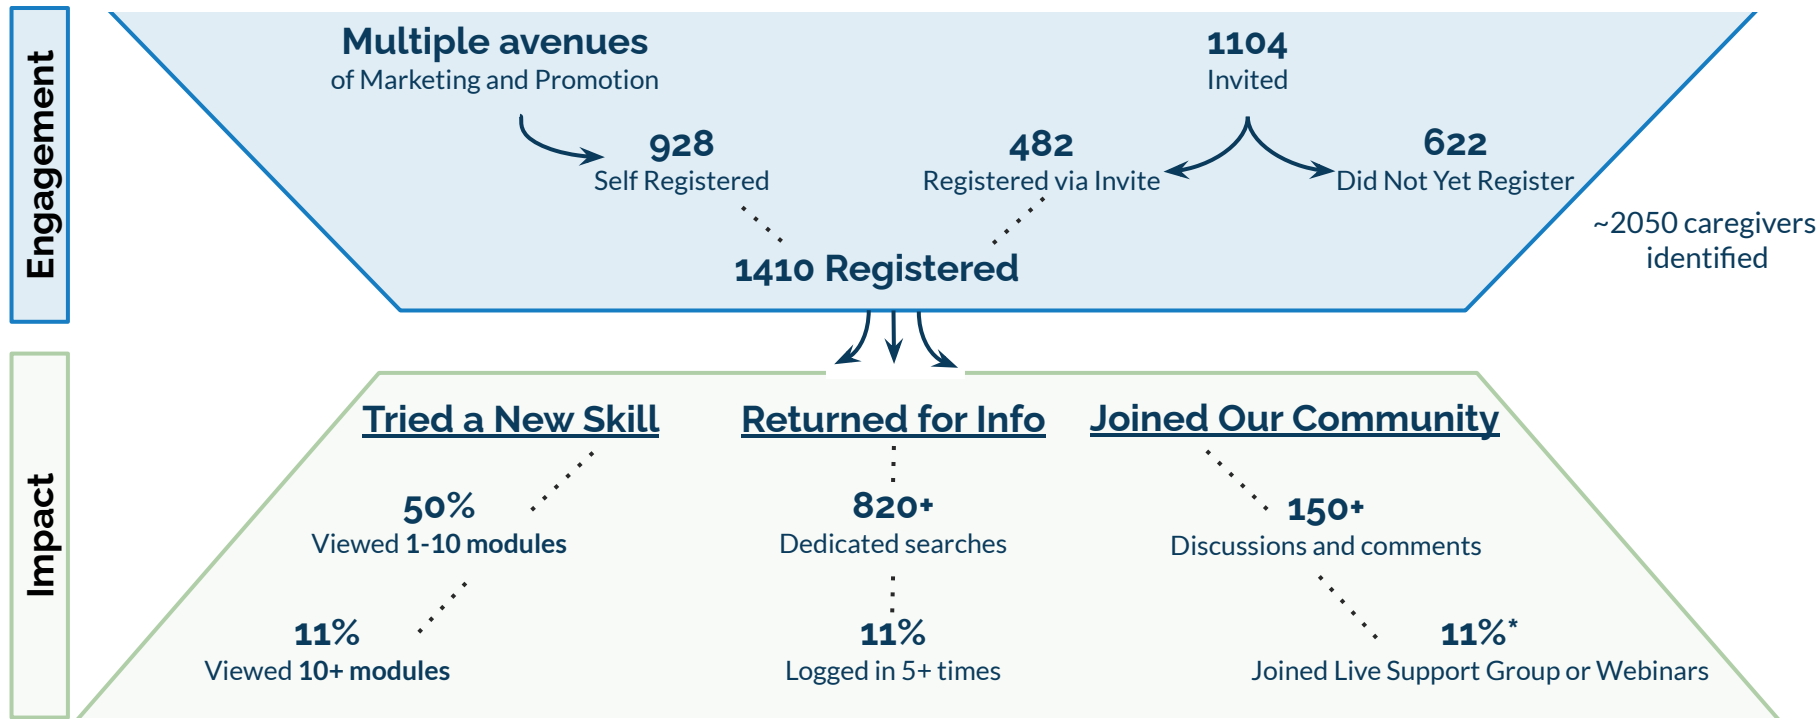 Engagement
Multiple avenues
of Marketing and Promotion
1104
Invited
928
Self Registered
482
Registered via Invite
622
Did Not Yet Register
~2050 caregivers
identified
1410 Registered
Impact
Tried a New Skill
Returned for Info
Joined Our Community
50%
Viewed 1-10 modules
820+
Dedicated searches
150+
Discussions and comments
11%
Viewed 10+ modules
11%
Logged in 5+ times
11%*
Joined Live Support Group or Webinars